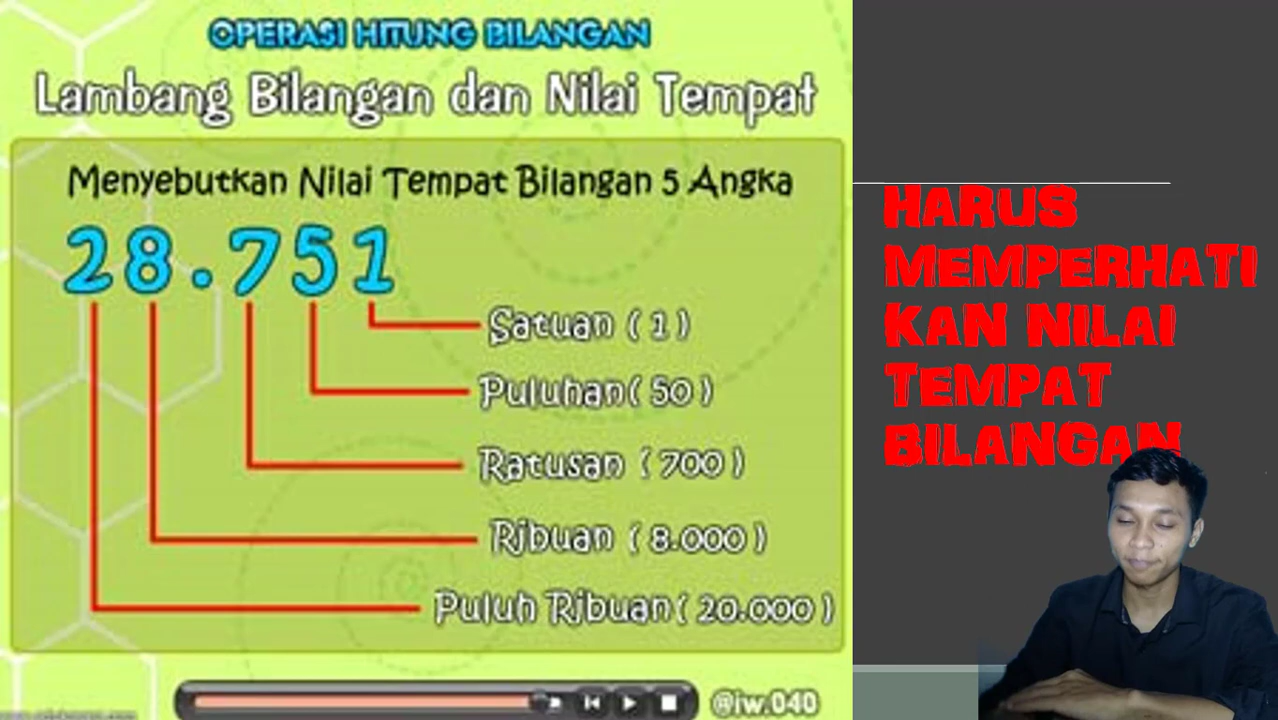 OPERASI HITUNG BILANGAN
Lambang Bilangan dan Nilai Tempat
Menyebutkan Nilai Tempat Bilangan 5 Angka
28.751
Satuan ( 1 )
Puluhan( 50 )
Ratusan ( 700 )
Ribuan ( 8.000 )
Puluh Ribuan( 20.000 )
@iw.040
HARUS
MEMPERHATI
KAN NILAI
TEMPAT
BILANGAN